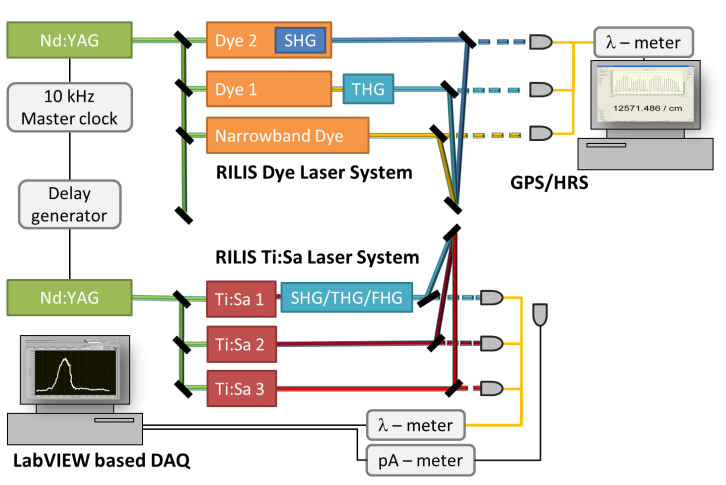 Nd:YAG
Dye 2
SHG
λ – meter
10 kHz
Master clock
Dye 1
THG
12571.486 / cm
Narrowband Dye
RILIS Dye Laser System
GPS/HRS
Delay
generator
RILIS Ti:Sa Laser System
Nd:YAG
Ti:Sa 1
SHG/THG/FHG
Ti:Sa 2
Ti:Sa 3
λ – meter
LabVIEW based DAQ
pA – meter